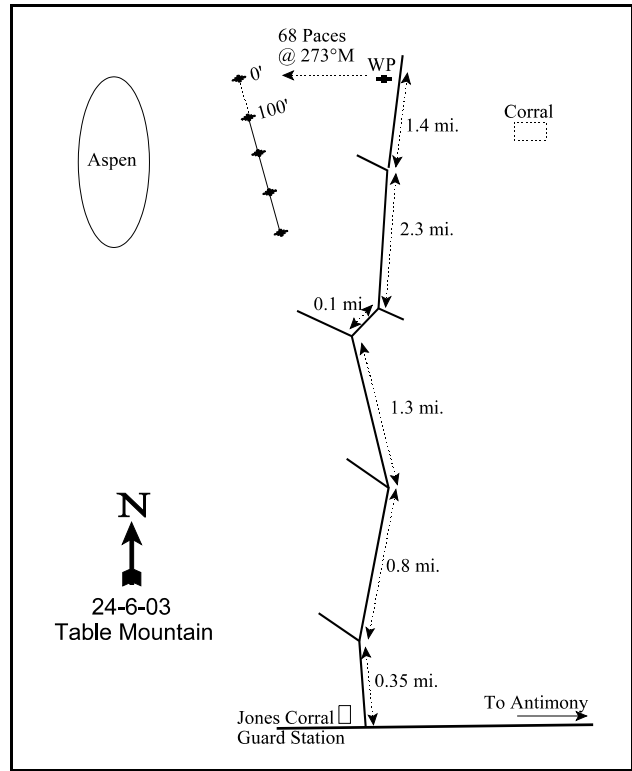 68 Paces
@ 273°M
WP
0'
100'
1.4 mi.
Corral
Aspen
2.3 mi.
0.1 mi.
1.3 mi.
N
0.8 mi.
24-6-03
Table Mountain
0.35 mi.
To Antimony
Jones Corral
Guard Station